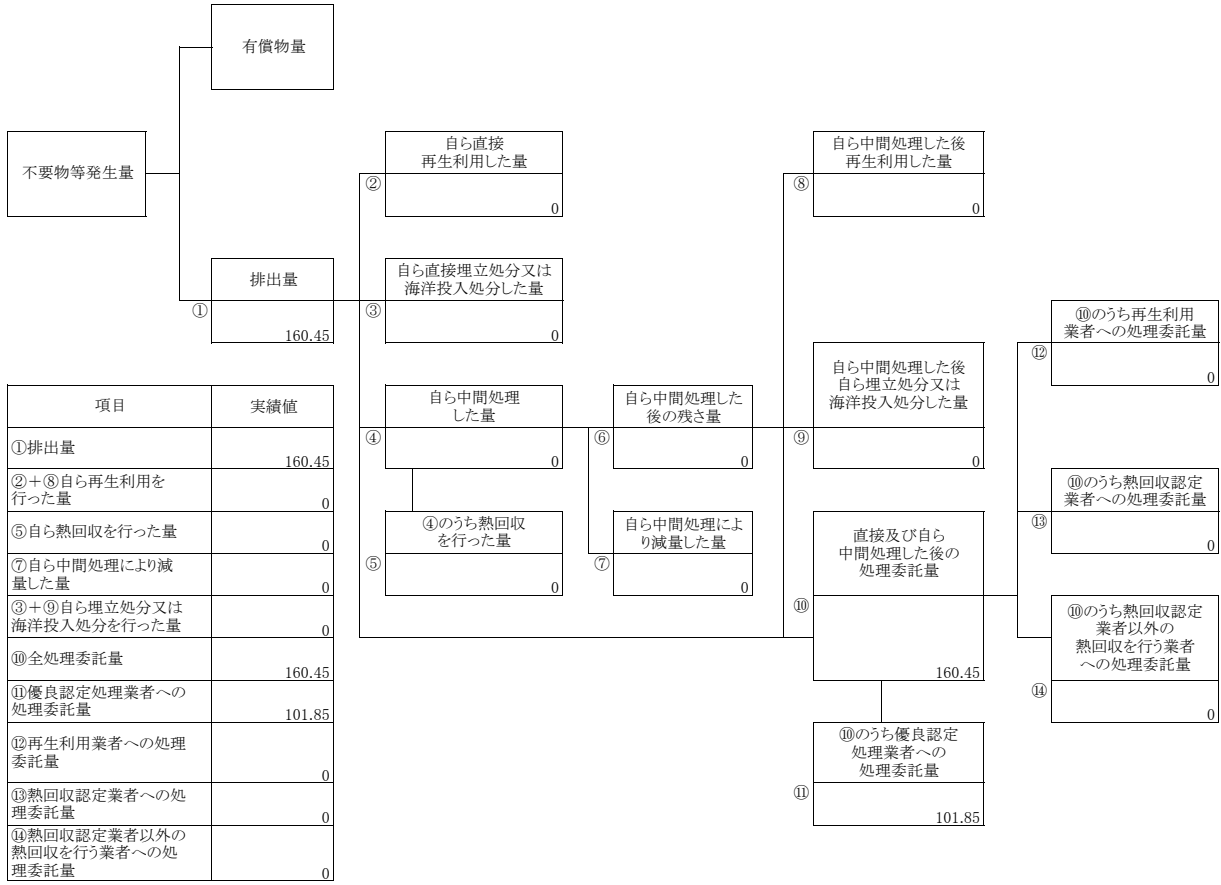 有償物量
不要物等発生量
自ら直接
再生利用した量
②
0
自ら中間処理した後
再生利用した量
⑧
0
排出量
①
160.45
自ら直接埋立処分又は
海洋投入処分した量
③
0
⑩のうち再生利用
業者への処理委託量
⑫
0
自ら中間処理
した量
④
0
自ら中間処理した
後の残さ量
⑥
0
自ら中間処理した後
自ら埋立処分又は
海洋投入処分した量
⑨
0
⑩のうち熱回収認定
業者への処理委託量
⑬
0
④のうち熱回収
を行った量
⑤
0
自ら中間処理によ
り減量した量
⑦
0
直接及び自ら
中間処理した後の
処理委託量
⑩
160.45
⑩のうち熱回収認定
業者以外の
熱回収を行う業者
への処理委託量
⑭
0
⑩のうち優良認定
処理業者への
処理委託量
⑪
101.85
項目 実績値
①排出量
160.45
②＋⑧自ら再生利用を
行った量
0
⑤自ら熱回収を行った量
0
⑦自ら中間処理により減
量した量
0
③＋⑨自ら埋立処分又は
海洋投入処分を行った量
0
⑩全処理委託量
160.45
⑪優良認定処理業者への
処理委託量
101.85
⑫再生利用業者への処理
委託量
0
⑬熱回収認定業者への処
理委託量
0
⑭熱回収認定業者以外の
熱回収を行う業者への処
理委託量
0